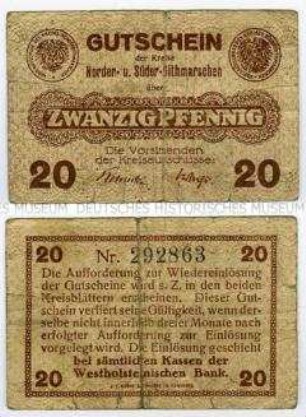 GUTSCHEIN
der Kreise
Norder- u. Süder-Dithmarschen
über
ZWANZIG PFENNIG
Die Vorsitzenden
der Kreisausschüsse:
20
20
MUSEUM DEUTSCHES HISTORISCHES MUSEUM
20 Nr. 292863 20
Die Aufforderung zur Wiedereinlösung
der Gutscheine wird s. Z. in den beiden
Kreisblättern erscheinen. Dieser Gut-
schein verliert seine Gültigkeit, wenn der-
selbe nicht innerhalb dreier Monate nach
erfolgter Aufforderung zur Einlösung
vorgelegt wird. Die Einlösung geschieht
bei sämtlichen Kassen der
20 Westholsteinischen Bank. 20